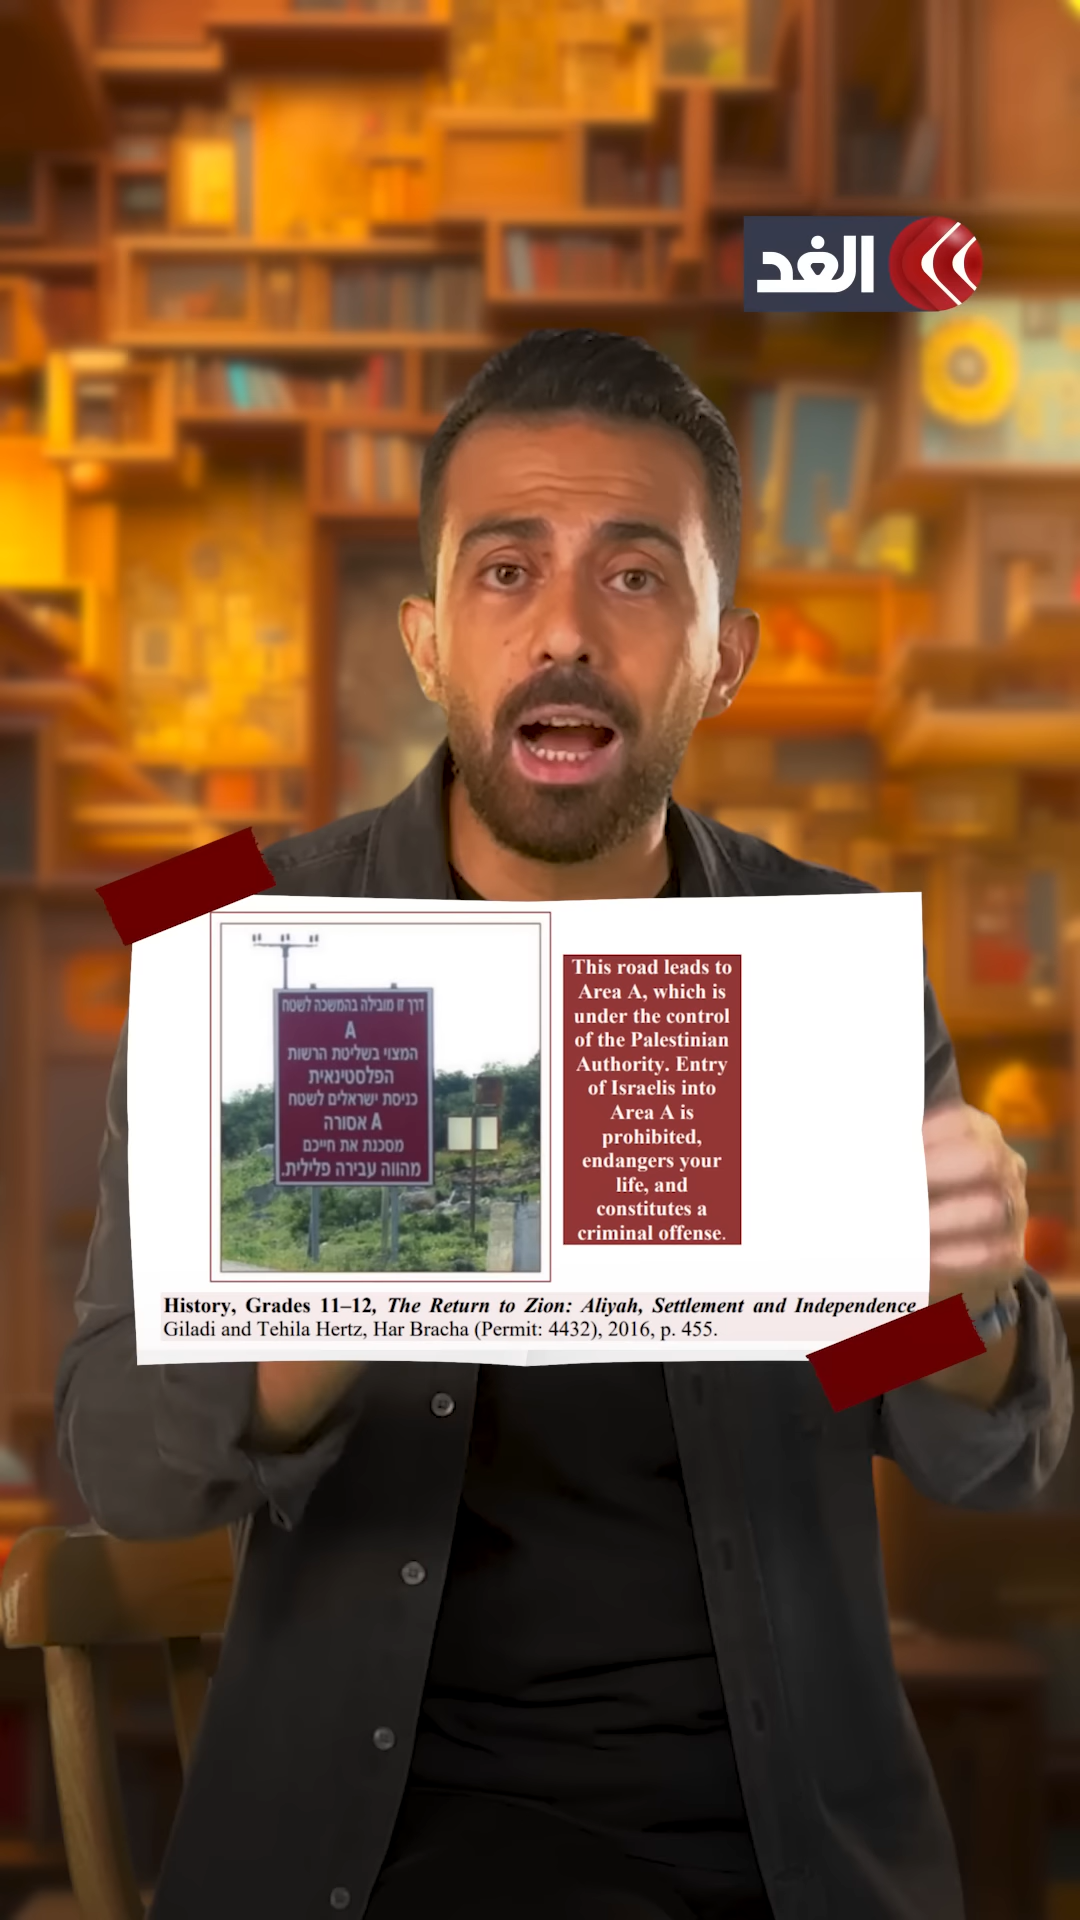 الغد
דרך זו מובילה בהמשכה לשטח
A
המצוי בשליטת הרשות
הפלסטינאית
כניסת ישראלים לשטח
A אסורה
מסכנת את חייכם
מהווה עבירה פלילית.
This road leads to
Area A, which is
under the control
of the Palestinian
Authority. Entry
of Israelis into
Area A is
prohibited,
endangers your
life, and
constitutes a
criminal offense.
History, Grades 11–12, The Return to Zion: Aliyah, Settlement and Independence
Giladi and Tehila Hertz, Har Bracha (Permit: 4432), 2016, p. 455.